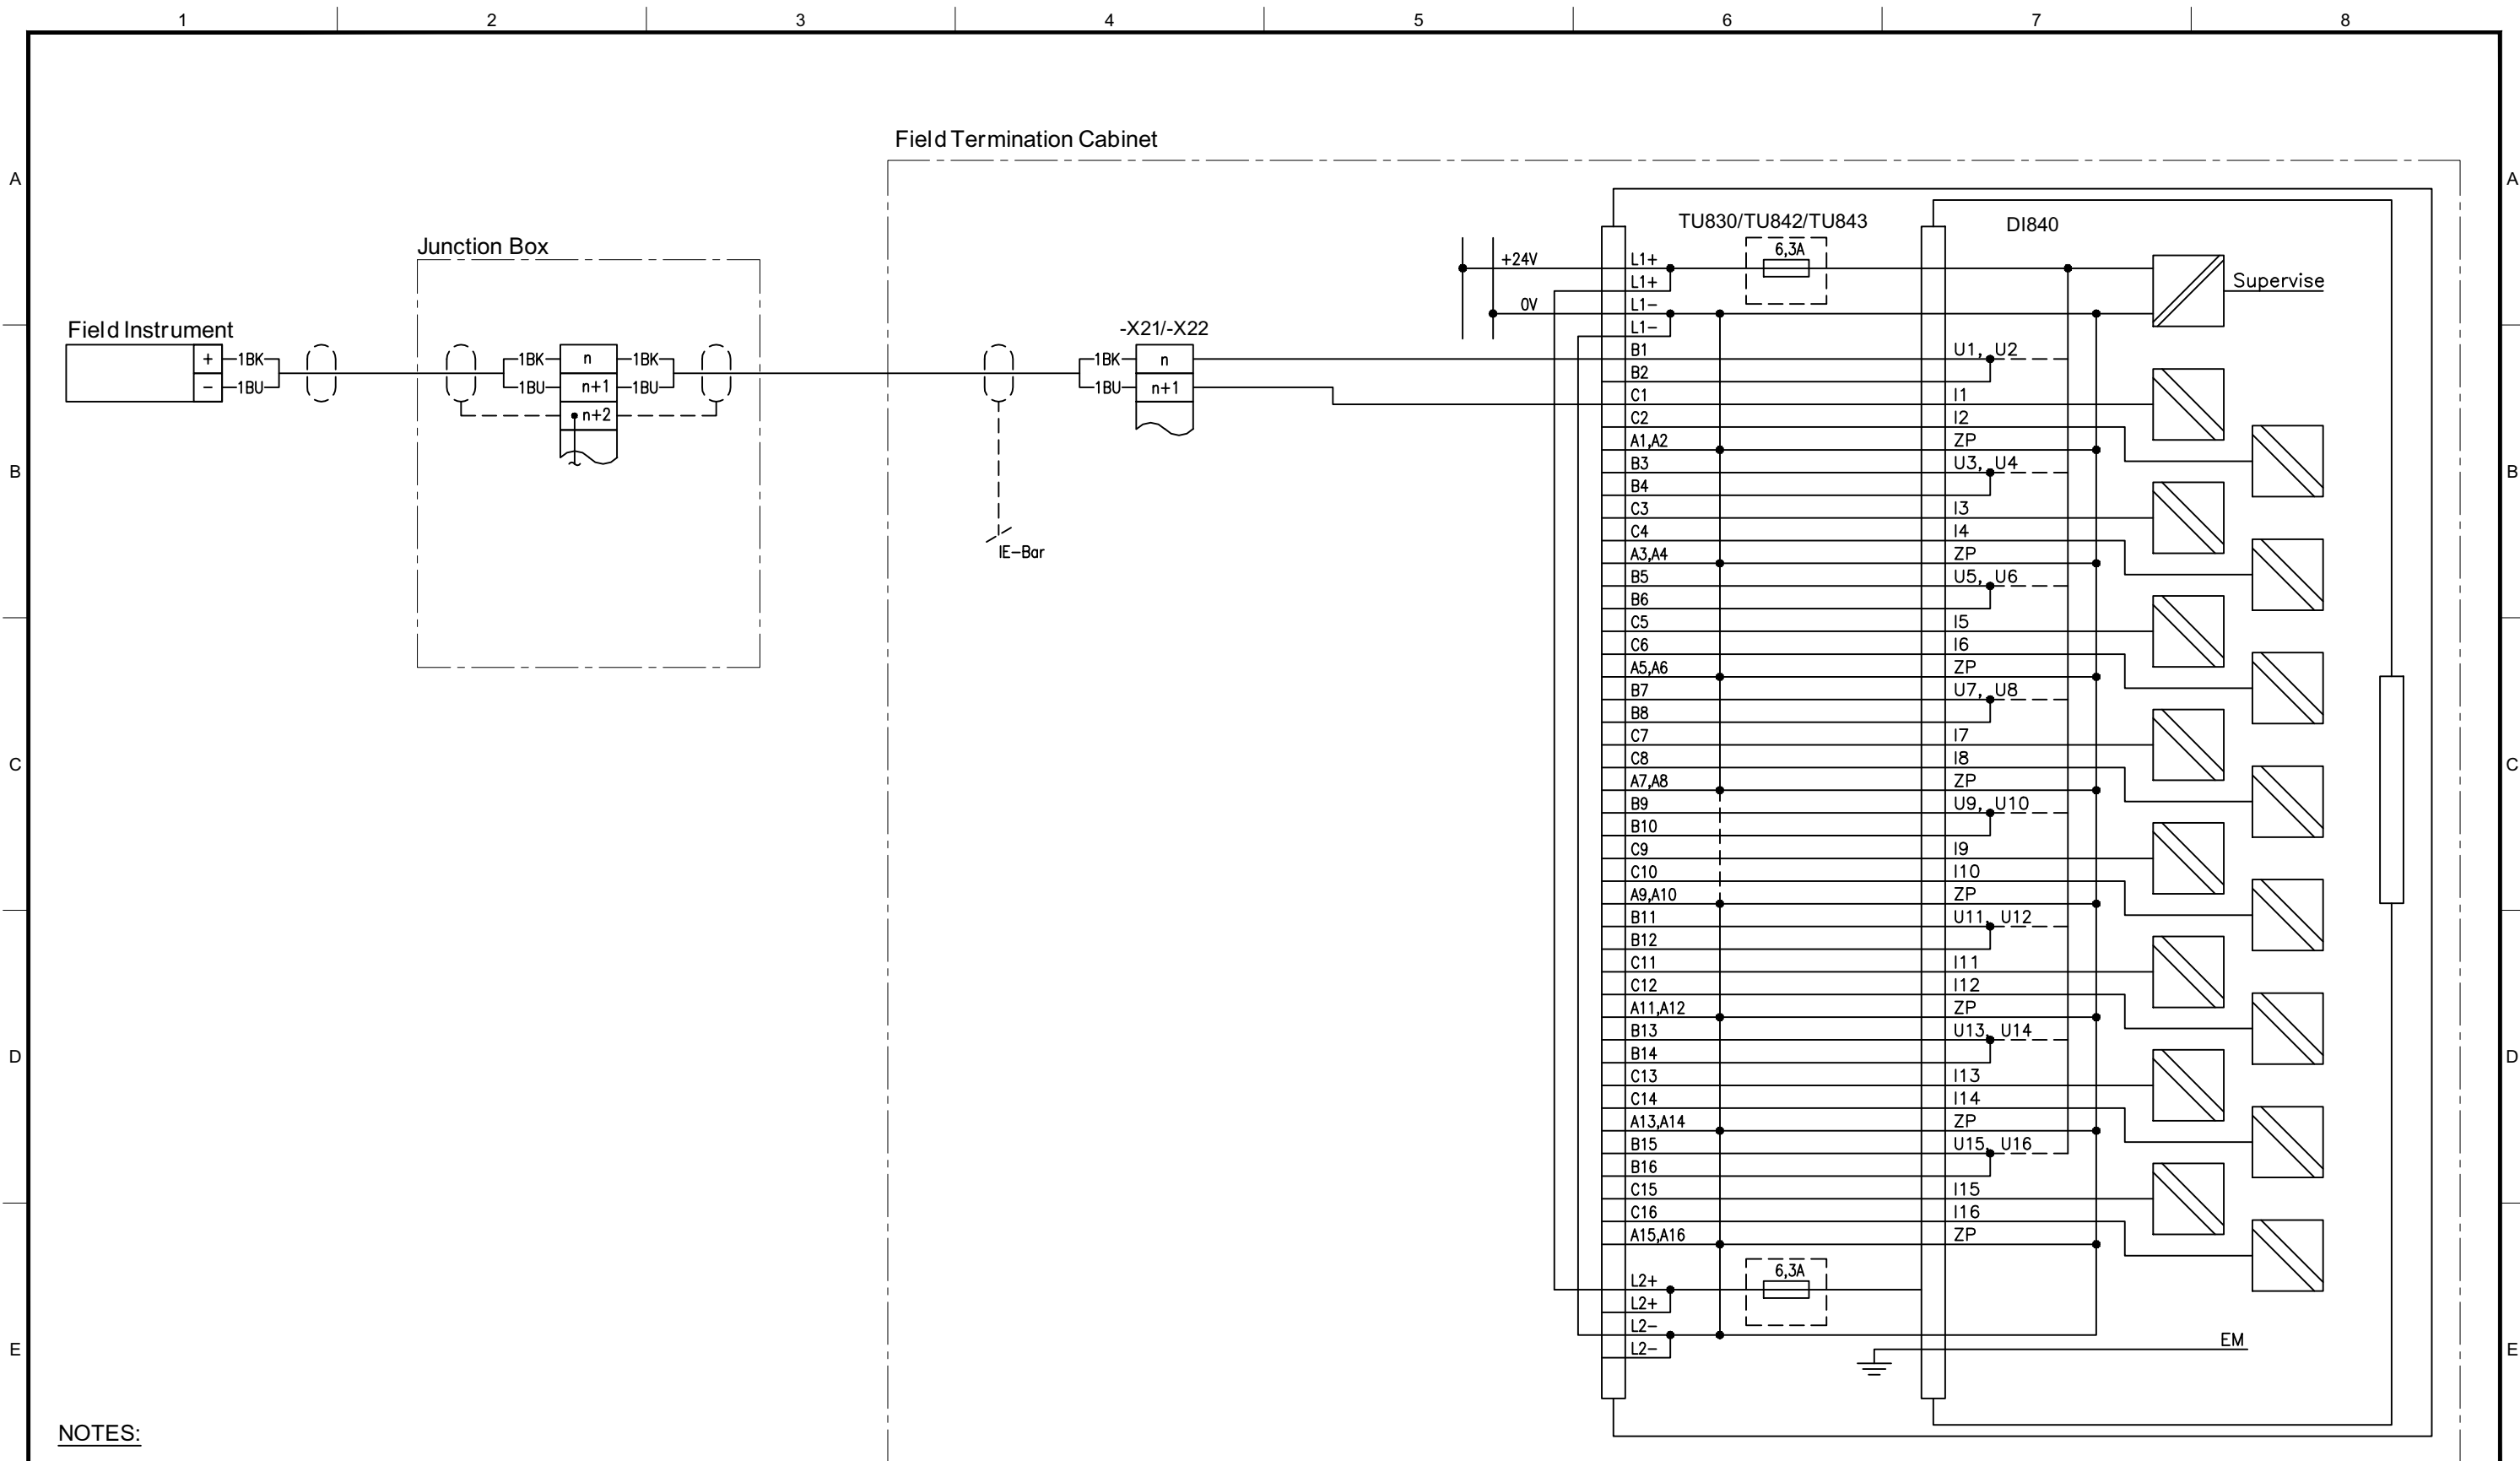 1 2 3 4 5 6 7 8
Field Termination Cabinet
A A
TU830/TU842/TU843 DI840
Junction Box
6,3A
+24V L1+
L1+ Supervise
0V L1-
Field Instrument -X21/-X22 L1-
+ 1BK 1BK n 1BK 1BK n B1 U1, U2
- 1BU 1BU n+1 1BU 1BU n+1 B2
C1 I1
n+2 C2 I2
A1,A2 ZP
B B3 U3, U4 B
B4
C3 I3
C4 I4
IE-Bar A3,A4 ZP
B5 U5, U6
B6
C5 I5
C6 I6
A5,A6 ZP
B7 U7, U8
B8
C7 I7
C C8 I8 C
A7,A8 ZP
B9 U9, U10
B10
C9 I9
C10 I10
A9,A10 ZP
B11 U11, U12
B12
C11 I11
C12 I12
A11,A12 ZP
B13 U13, U14
D B14 D
C13 I13
C14 I14
A13,A14 ZP
B15 U15, U16
B16
C15 I15
C16 I16
A15,A16 ZP
6,3A
L2+
L2+
L2-
E L2- EM E
NOTES: